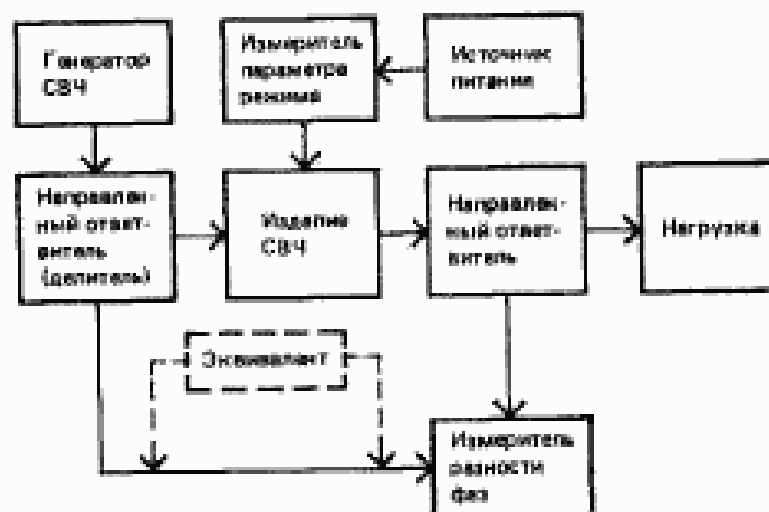 Генератор
СВЧ
Измеритель
параметра
режима
Источник
питания
Направлен-
ный ответ-
витель
(делитель)
Изделие
СВЧ
Направлен-
ный ответ-
витель
Нагрузка
Эквивалент
Измеритель
разности
фаз